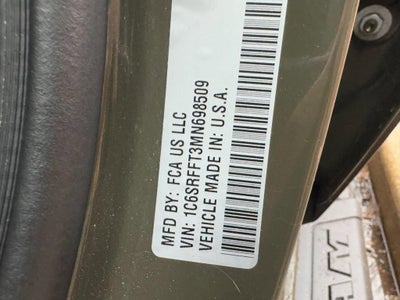 MFD BY: FCA US LLC
VIN: 1C6SRFFT3MN698509
VEHICLE MADE IN: U.S.A.